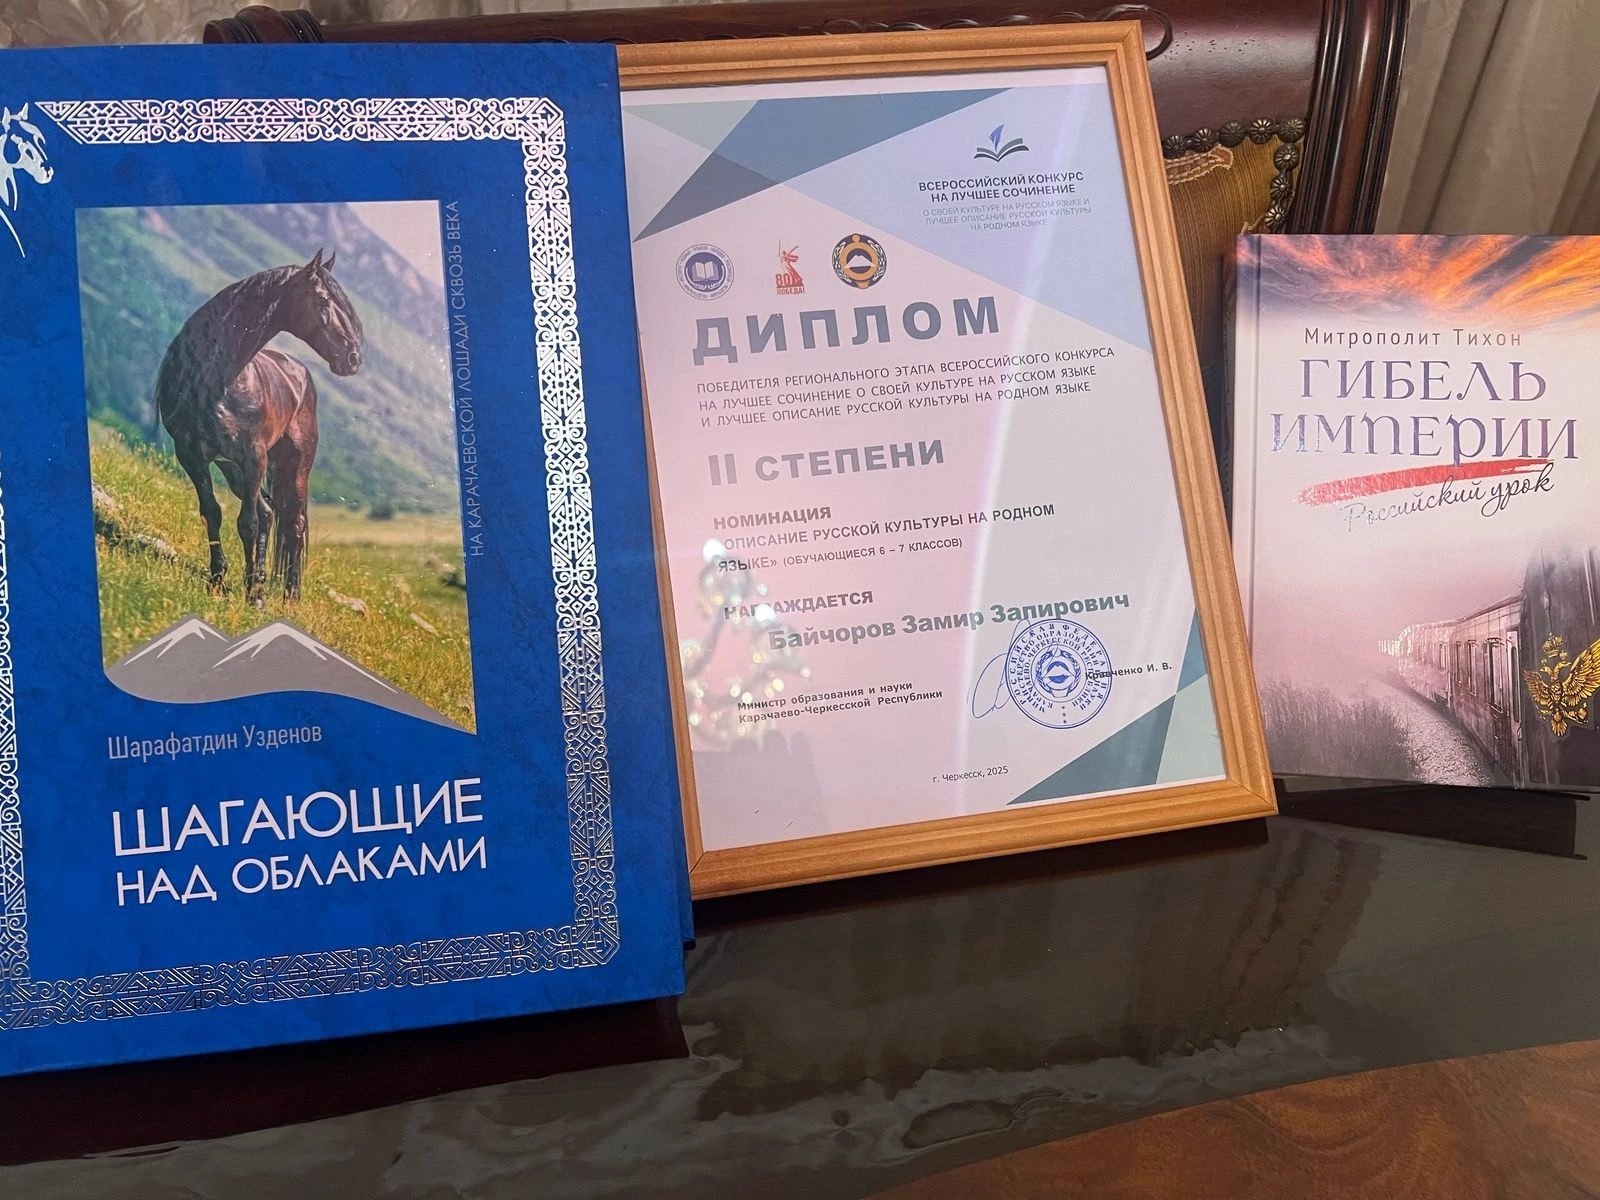 НА КАРАЧАЕВСКОЙ ЛОШАДИ СКВОЗЬ ВЕКА
Шарафатдин Узденов
ШАГАЮЩИЕ
НАД ОБЛАКАМИ
ВСЕРОССИЙСКИЙ КОНКУРС
НА ЛУЧШЕЕ СОЧИНЕНИЕ
О СВОЕЙ КУЛЬТУРЕ НА РУССКОМ ЯЗЫКЕ И
ЛУЧШЕЕ ОПИСАНИЕ РУССКОЙ КУЛЬТУРЫ
НА РОДНОМ ЯЗЫКЕ
80
ПОБЕДА!
ДИПЛОМ
ПОБЕДИТЕЛЯ РЕГИОНАЛЬНОГО ЭТАПА ВСЕРОССИЙСКОГО КОНКУРСА
НА ЛУЧШЕЕ СОЧИНЕНИЕ О СВОЕЙ КУЛЬТУРЕ НА РУССКОМ ЯЗЫКЕ
И ЛУЧШЕЕ ОПИСАНИЕ РУССКОЙ КУЛЬТУРЫ НА РОДНОМ ЯЗЫКЕ
II СТЕПЕНИ
НОМИНАЦИЯ
«ОПИСАНИЕ РУССКОЙ КУЛЬТУРЫ НА РОДНОМ
ЯЗЫКЕ» (ОБУЧАЮЩИЕСЯ 6 – 7 КЛАССОВ)
НАГРАЖДАЕТСЯ
Байчоров Замир Запирович
Министр образования и науки
Карачаево-Черкесской Республики
Кравченко И. В.
РОССИЙСКАЯ ФЕДЕРАЦИЯ
г. Черкесск, 2025
Митрополит Тихон
ГИБЕЛЬ
ИМПЕРИИ
Российский урок